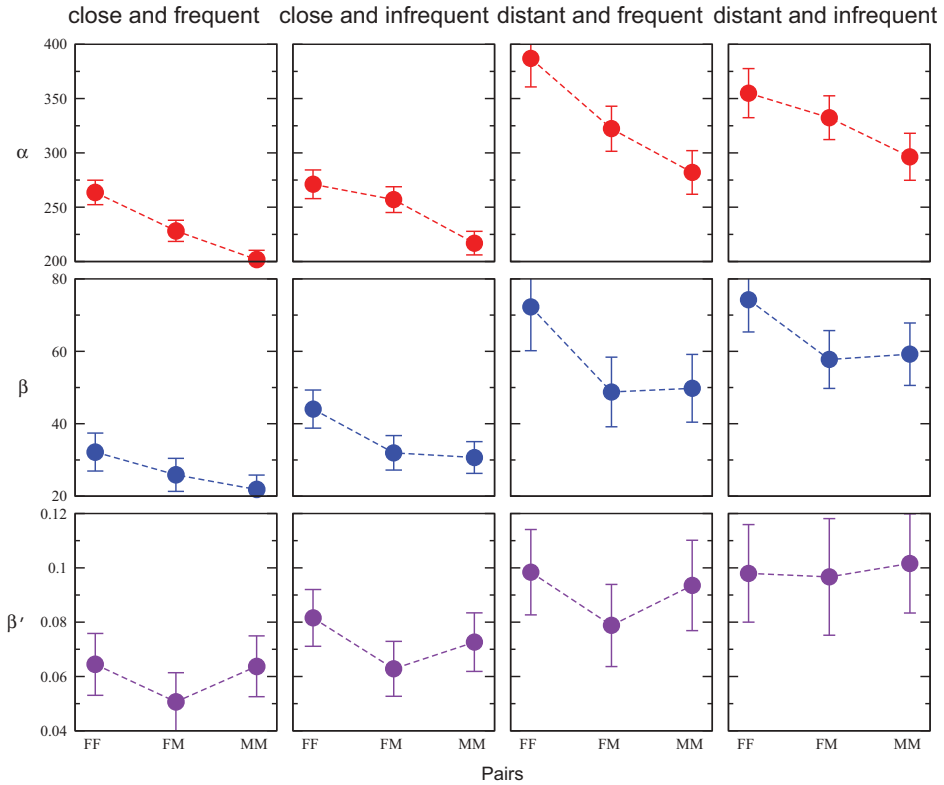 close and frequent close and infrequent distant and frequent distant and infrequent
400
350
α
300
250
200
80
60
β
40
20
0.12
0.1
β′
0.08
0.06
0.04
FF FM MM FF FM MM FF FM MM FF FM MM
Pairs